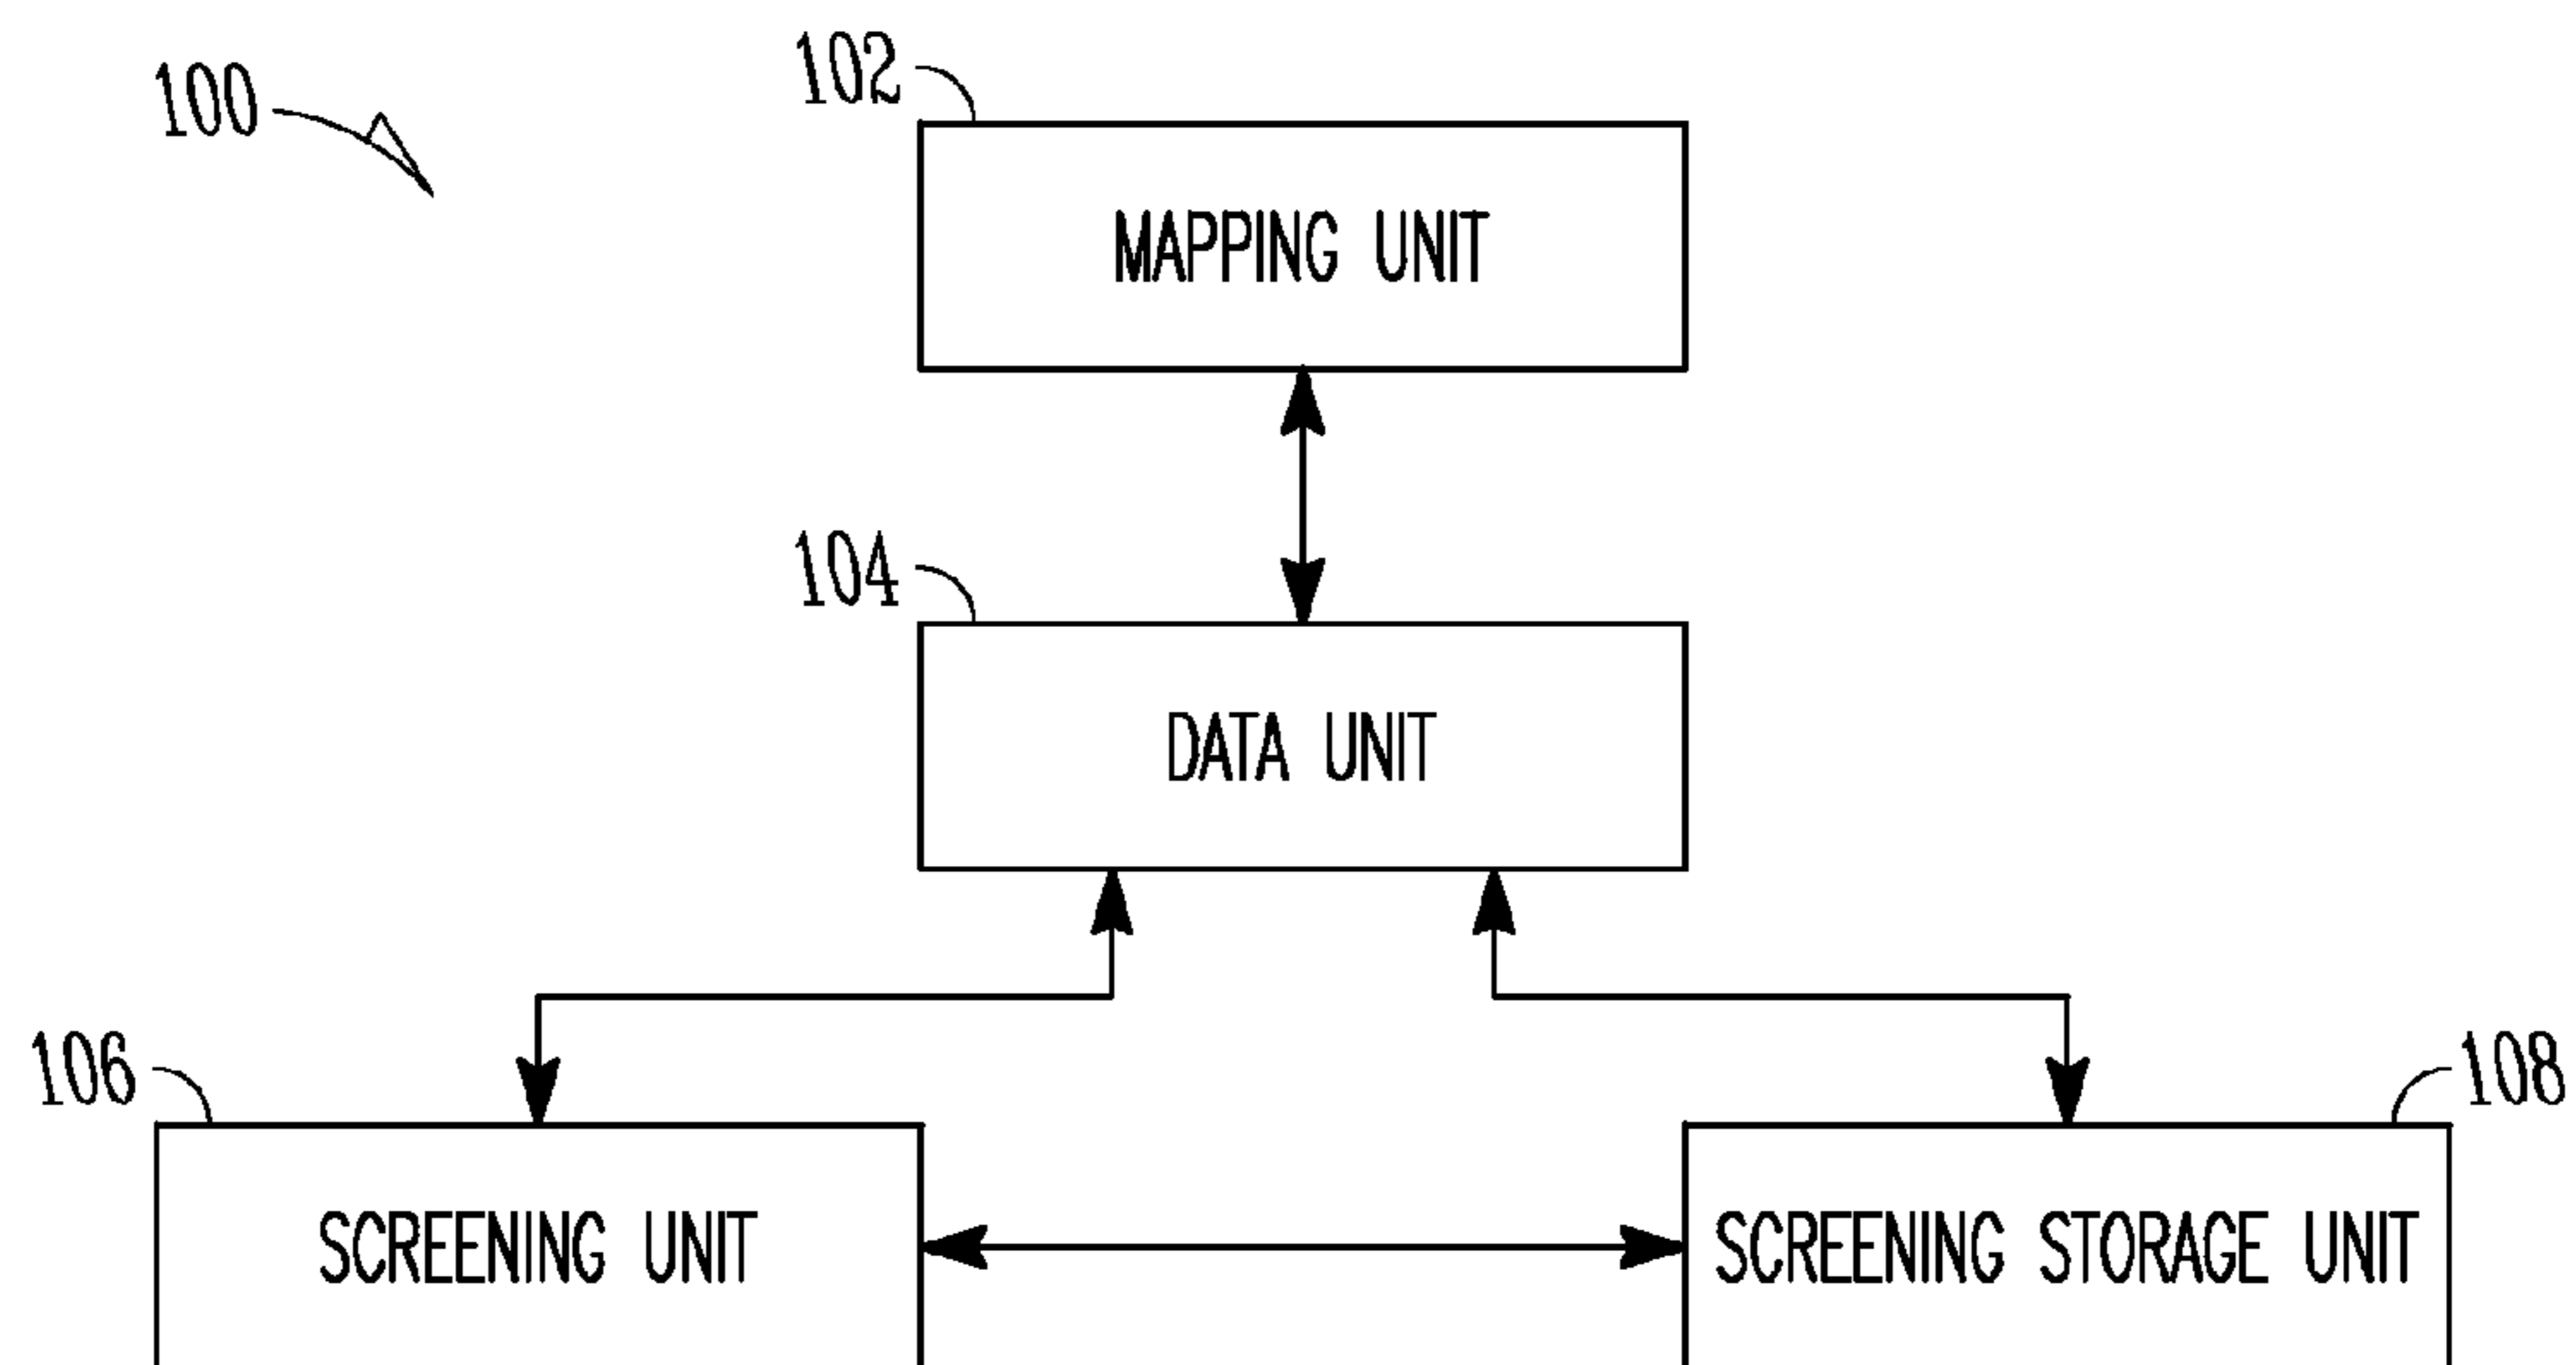 100
102
MAPPING UNIT
104
DATA UNIT
106
108
SCREENING UNIT
SCREENING STORAGE UNIT